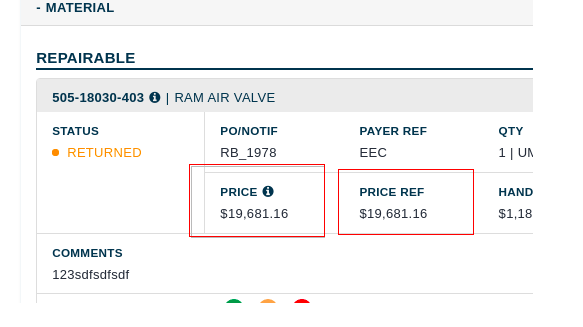 - MATERIAL
REPAIRABLE
505-18030-403 | RAM AIR VALVE
STATUS PO/NOTIF PAYER REF QTY
RETURNED RB_1978 EEC 1 | UM
PRICE PRICE REF HAND
$19,681.16 $19,681.16 $1,18
COMMENTS
123sdfsdfsdf